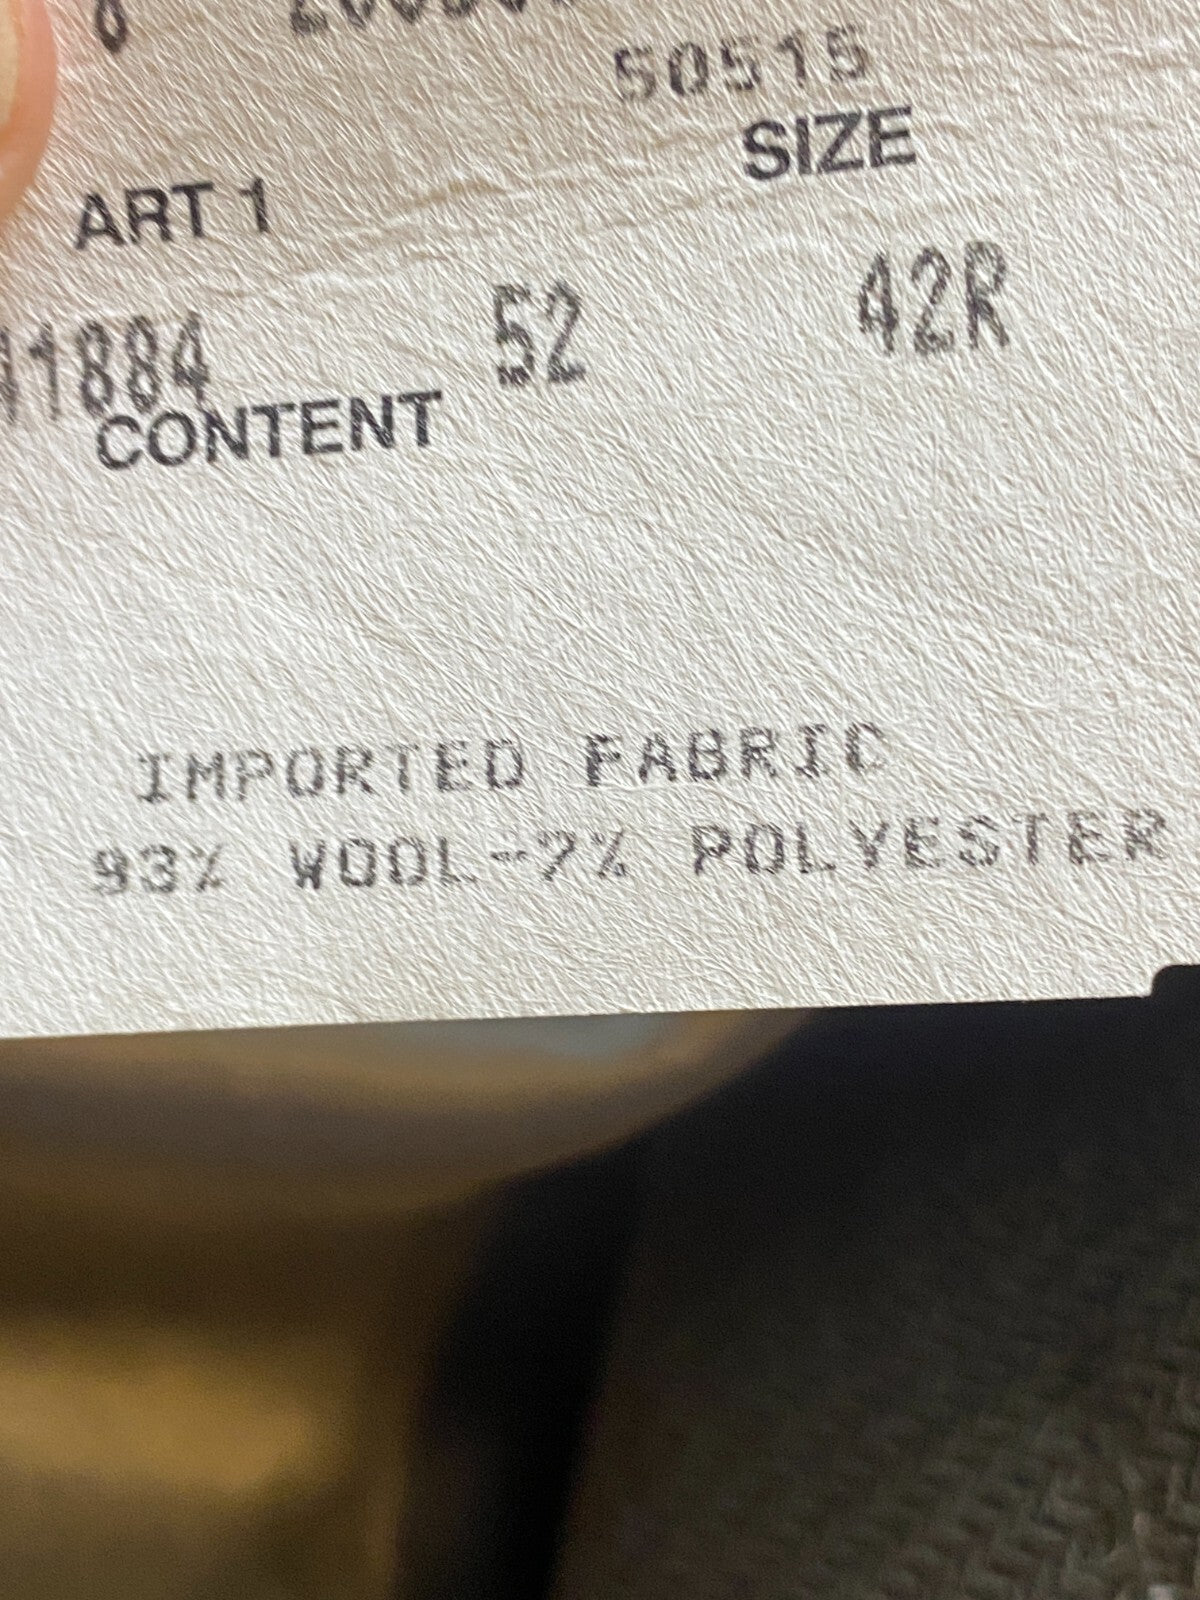 50515
SIZE
ART 1
1884 52 42R
CONTENT
IMPORTED FABRIC
93% WOOL-7% POLYESTER